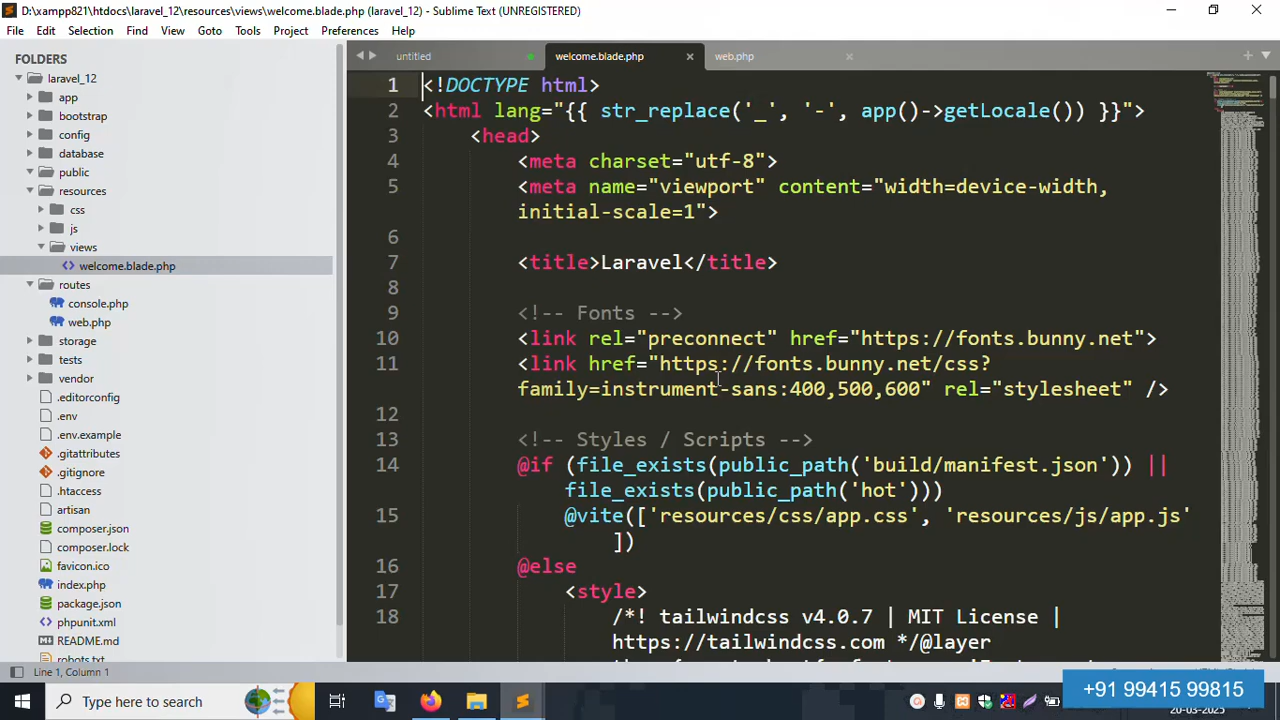 D:\xampp821\htdocs\laravel_12\resources\views\welcome.blade.php (laravel_12) - Sublime Text (UNREGISTERED)
File Edit Selection Find View Goto Tools Project Preferences Help
FOLDERS
laravel_12
app
bootstrap
config
database
public
resources
css
js
views
welcome.blade.php
routes
console.php
web.php
storage
tests
vendor
.editorconfig
.env
.env.example
.gitattributes
.gitignore
.htaccess
artisan
composer.json
composer.lock
favicon.ico
index.php
package.json
phpunit.xml
README.md
robots.txt
untitled welcome.blade.php web.php
1 <!DOCTYPE html>
2 <html lang="{{ str_replace('_', '-', app()->getLocale()) }}">
3 <head>
4 <meta charset="utf-8">
5 <meta name="viewport" content="width=device-width,
initial-scale=1">
6
7 <title>Laravel</title>
8
9 <!-- Fonts -->
10 <link rel="preconnect" href="https://fonts.bunny.net">
11 <link href="https://fonts.bunny.net/css?
family=instrument-sans:400,500,600" rel="stylesheet" />
12
13 <!-- Styles / Scripts -->
14 @if (file_exists(public_path('build/manifest.json')) ||
file_exists(public_path('hot')))
15 @vite(['resources/css/app.css', 'resources/js/app.js'
])
16 @else
17 <style>
18 /*! tailwindcss v4.0.7 | MIT License |
https://tailwindcss.com */@layer
Line 1, Column 1
Type here to search
+91 99415 99815
20-03-2025